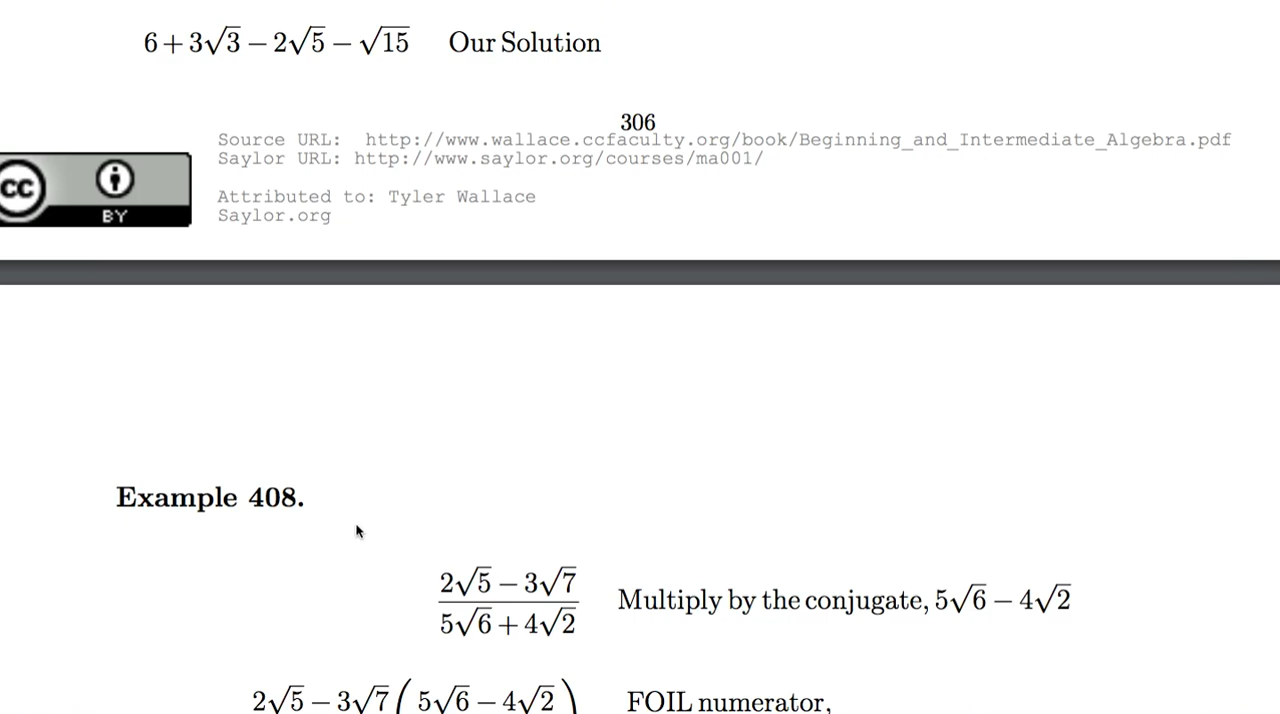 6 + 3√3 − 2√5 − √15 Our Solution
306
Source URL: http://www.wallace.ccfaculty.org/book/Beginning_and_Intermediate_Algebra.pdf
Saylor URL: http://www.saylor.org/courses/ma001/
cc BY
Attributed to: Tyler Wallace
Saylor.org
Example 408.
(2√5 − 3√7)/(5√6 + 4√2) Multiply by the conjugate, 5√6 − 4√2
2√5 − 3√7 ( 5√6 − 4√2 ) FOIL numerator,